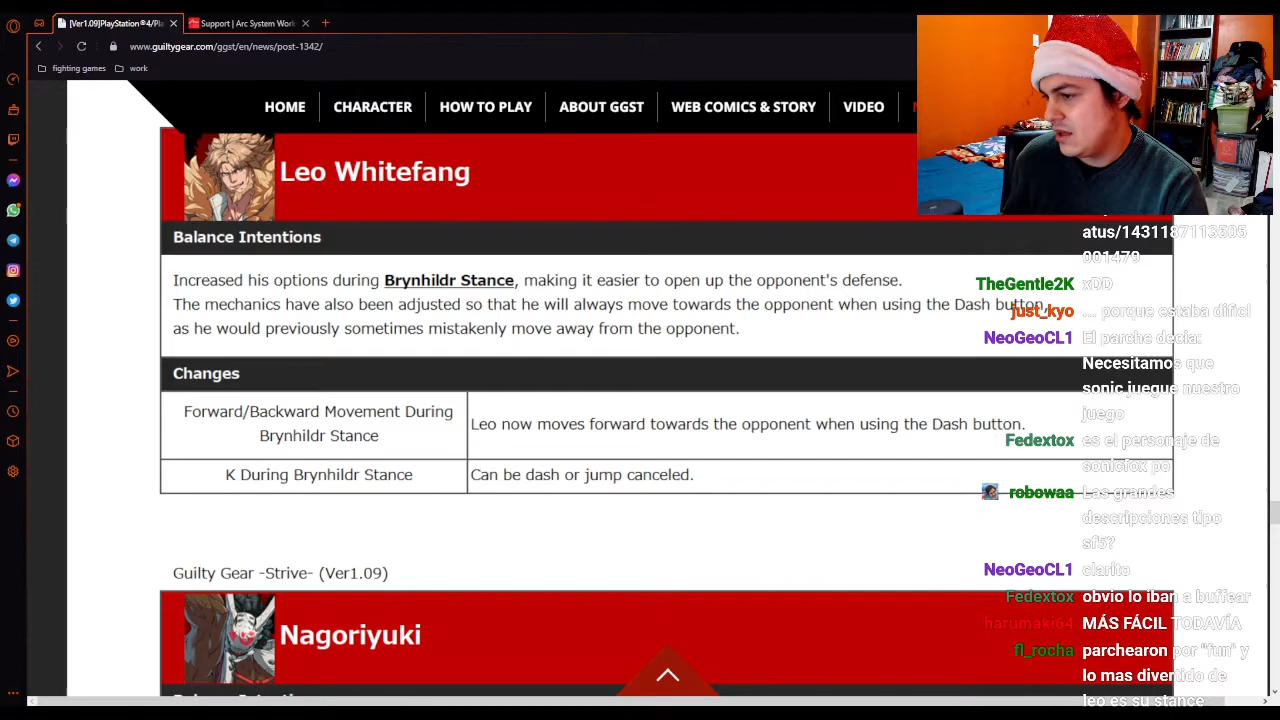 [Ver1.09]PlayStation®4/Pla
Support | Arc System Work
www.guiltygear.com/ggst/en/news/post-1342/
fighting games
work
HOME
CHARACTER
HOW TO PLAY
ABOUT GGST
WEB COMICS & STORY
VIDEO
Leo Whitefang
Balance Intentions
Increased his options during Brynhildr Stance, making it easier to open up the opponent's defense.
The mechanics have also been adjusted so that he will always move towards the opponent when using the Dash button,
as he would previously sometimes mistakenly move away from the opponent.
Changes
Forward/Backward Movement During
Brynhildr Stance
Leo now moves forward towards the opponent when using the Dash button.
K During Brynhildr Stance
Can be dash or jump canceled.
Guilty Gear -Strive- (Ver1.09)
Nagoriyuki
atus/1431187113505
001479
TheGentle2K xDD
just_kyo ... porque estaba dificl
NeoGeoCL1 El parche decia:
Necesitamos que
sonic juegue nuestro
juego
Fedextox es el personaje de
sonicfox po
robowaa Las grandes
descripciones tipo
sf5?
NeoGeoCL1 clarito
Fedextox obvio lo iban a buffear
harumaki64 MÁS FÁCIL TODAVÍA
fl_rocha parchearon por "fun" y
lo mas divertido de
leo es su stance